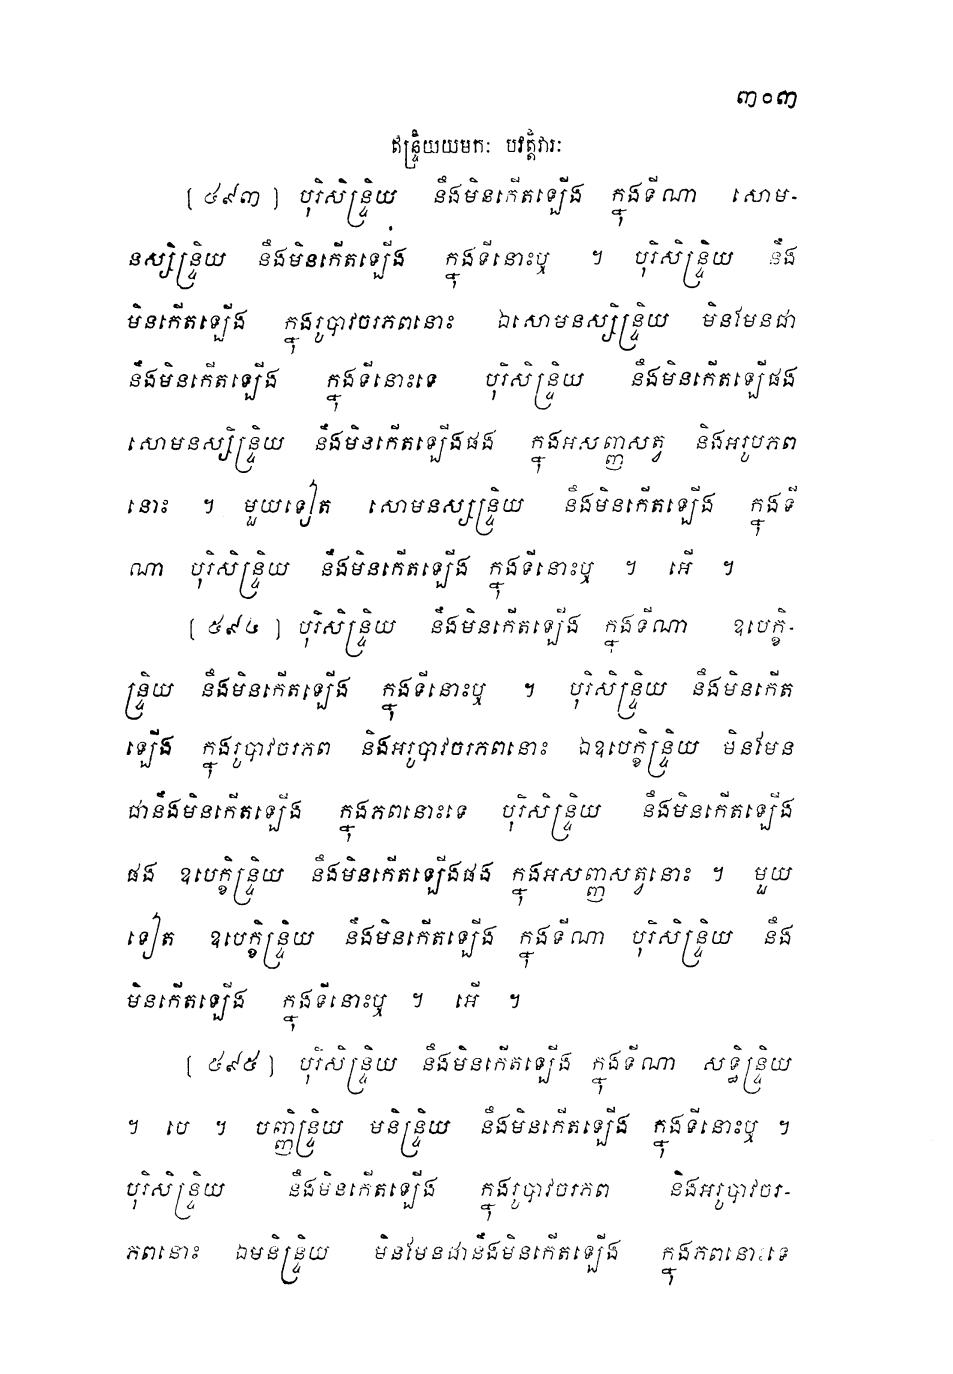 ៣០៣
ឥន្ទ្រិយយមកៈ បវត្តិវារៈ
[ ៤៩៣ ] បុរិសិន្ទ្រិយ នឹងមិនកើតឡើង ក្នុងទីណា សោម-
នស្សិន្ទ្រិយ នឹងមិនកើតឡើង ក្នុងទីនោះឬ ។ បុរិសិន្ទ្រិយ នឹង
មិនកើតឡើង ក្នុងរូបាវចរភពនោះ ឯសោមនស្សិន្ទ្រិយ មិនមែនជា
នឹងមិនកើតឡើង ក្នុងទីនោះទេ បុរិសិន្ទ្រិយ នឹងមិនកើតឡើផង
សោមនស្សិន្ទ្រិយ នឹងមិនកើតឡើងផង ក្នុងអសញ្ញសត្វ និងអរូបភព
នោះ ។ មួយទៀត សោមនស្សន្ទ្រិយ នឹងមិនកើតឡើង ក្នុងទី
ណា បុរិសិន្ទ្រិយ នឹងមិនកើតឡើង ក្នុងទីនោះឬ ។ អើ ។
[ ៤៩៤ ] បុរិសិន្ទ្រិយ នឹងមិនកើតឡើង ក្នុងទីណា ឧបេក្ខិ-
ន្ទ្រិយ នឹងមិនកើតឡើង ក្នុងទីនោះឬ ។ បុរិសិន្ទ្រិយ នឹងមិនកើត
ឡើង ក្នុងរូបាវចរភព និងអរូបាវចរភពនោះ ឯឧបេក្ខិន្ទ្រិយ មិនមែន
ជានឹងមិនកើតឡើង ក្នុងភពនោះទេ បុរិសិន្ទ្រិយ នឹងមិនកើតឡើង
ផង ឧបេក្ខិន្ទ្រិយ នឹងមិនកើតឡើងផង ក្នុងអសញ្ញសត្វនោះ ។ មួយ
ទៀត ឧបេក្ខិន្ទ្រិយ នឹងមិនកើតឡើង ក្នុងទីណា បុរិសិន្ទ្រិយ នឹង
មិនកើតឡើង ក្នុងទីនោះឬ ។ អើ ។
[ ៤៩៥ ] បុរិសិន្ទ្រិយ នឹងមិនកើតឡើង ក្នុងទីណា សទ្ធិន្ទ្រិយ
។ បេ ។ បញ្ញិន្ទ្រិយ មនិន្ទ្រិយ នឹងមិនកើតឡើង ក្នុងទីនោះឬ ។
បុរិសិន្ទ្រិយ នឹងមិនកើតឡើង ក្នុងរូបាវចរភព និងអរូបាវចរ-
ភពនោះ ឯមនិន្ទ្រិយ មិនមែនជានឹងមិនកើតឡើង ក្នុងភពនោះទេ